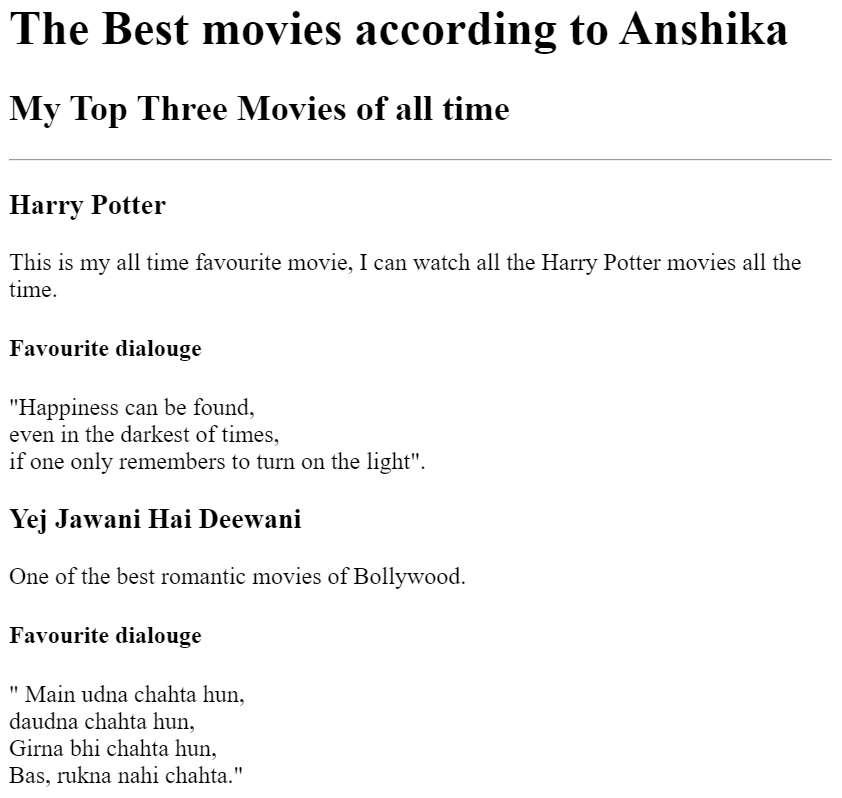 The Best movies according to Anshika
My Top Three Movies of all time
Harry Potter
This is my all time favourite movie, I can watch all the Harry Potter movies all the
time.
Favourite dialouge
"Happiness can be found,
even in the darkest of times,
if one only remembers to turn on the light".
Yej Jawani Hai Deewani
One of the best romantic movies of Bollywood.
Favourite dialouge
" Main udna chahta hun,
daudna chahta hun,
Girna bhi chahta hun,
Bas, rukna nahi chahta."